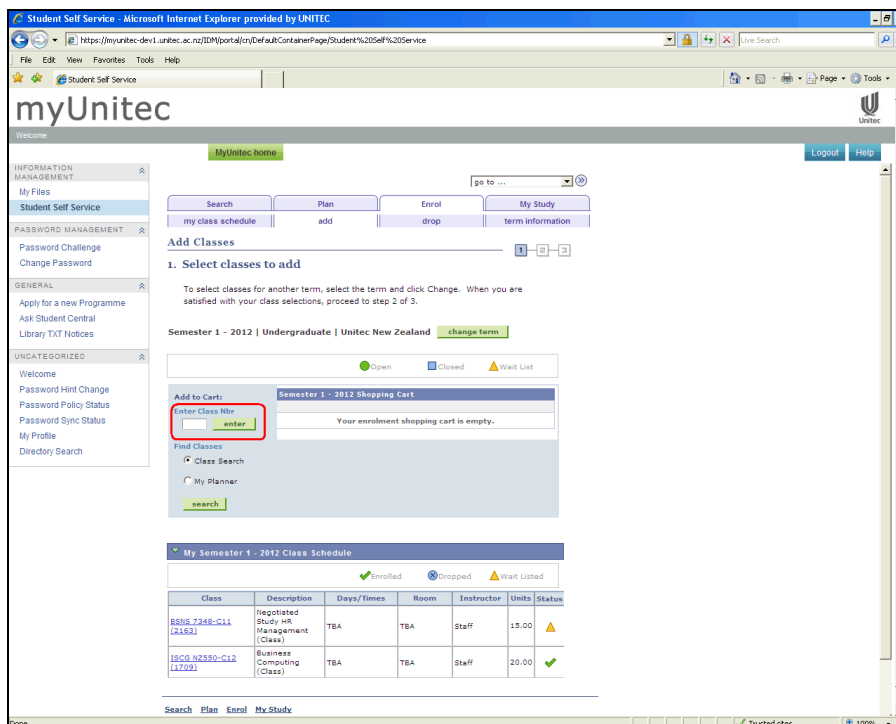 Student Self Service - Microsoft Internet Explorer provided by UNITEC
https://myunitec-dev1.unitec.ac.nz/IDM/portal/cn/DefaultContainerPage/Student%20Self%20Service
Live Search
File Edit View Favorites Tools Help
Student Self Service
Page Tools
myUnitec
Unitec
Welcome
MyUnitec home
Logout Help
INFORMATION MANAGEMENT
My Files
Student Self Service
PASSWORD MANAGEMENT
Password Challenge
Change Password
GENERAL
Apply for a new Programme
Ask Student Central
Library TXT Notices
UNCATEGORIZED
Welcome
Password Hint Change
Password Policy Status
Password Sync Status
My Profile
Directory Search
go to ...
Search Plan Enrol My Study
my class schedule add drop term information
Add Classes
1 2 3
1. Select classes to add
To select classes for another term, select the term and click Change. When you are
satisfied with your class selections, proceed to step 2 of 3.
Semester 1 - 2012 | Undergraduate | Unitec New Zealand change term
Open Closed Wait List
Add to Cart:
Enter Class Nbr
enter
Find Classes
Class Search
My Planner
search
Semester 1 - 2012 Shopping Cart
Your enrolment shopping cart is empty.
My Semester 1 - 2012 Class Schedule
Enrolled Dropped Wait Listed
Class Description Days/Times Room Instructor Units Status
BSNS 7348-C11 (2163) Negotiated Study HR Management (Class) TBA TBA Staff 15.00
ISCG NZ550-C12 (1709) Business Computing (Class) TBA TBA Staff 20.00
Search Plan Enrol My Study
Done
Trusted sites
100%